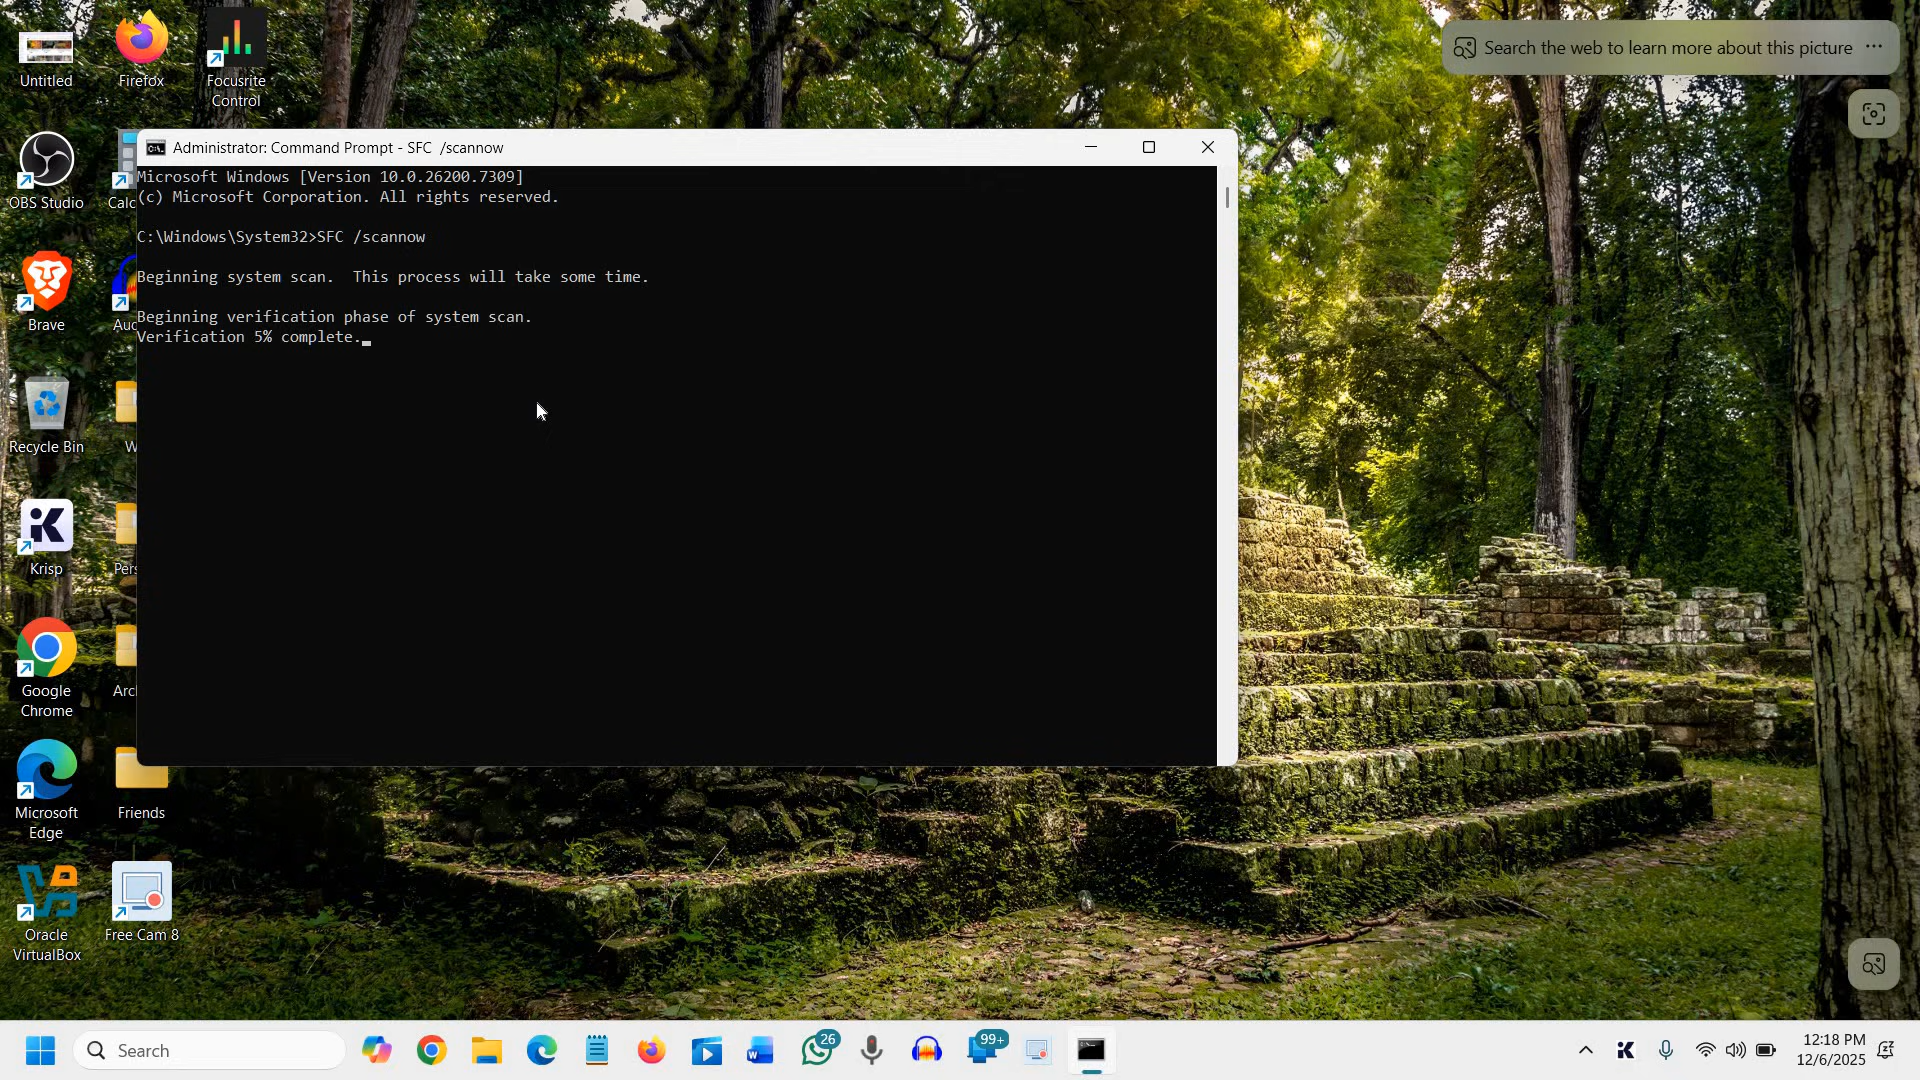 Untitled
Firefox
Focusrite
Control
Search the web to learn more about this picture
OBS Studio
Calc
Brave
Aud
Recycle Bin
W
Krisp
Pers
Google
Chrome
Arc
Microsoft
Edge
Friends
Oracle
VirtualBox
Free Cam 8
Administrator: Command Prompt - SFC  /scannow
Microsoft Windows [Version 10.0.26200.7309]
(c) Microsoft Corporation. All rights reserved.
C:\Windows\System32>SFC /scannow
Beginning system scan.  This process will take some time.
Beginning verification phase of system scan.
Verification 5% complete.
Search
26
99+
12:18 PM
12/6/2025